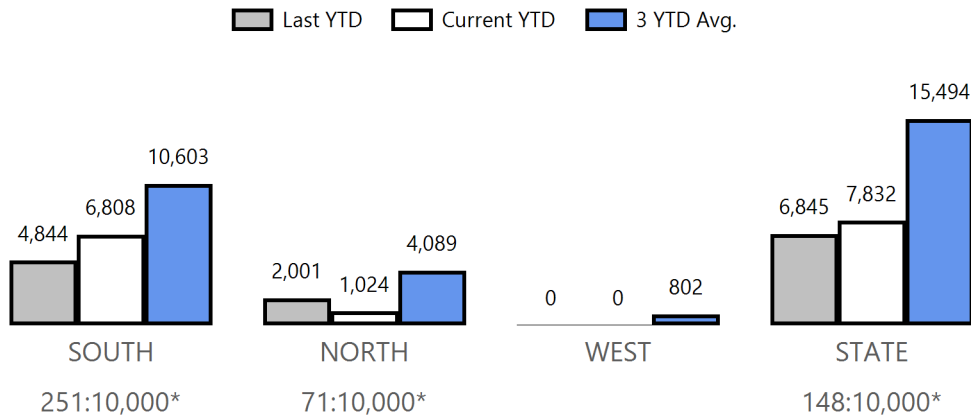 Last YTD Current YTD 3 YTD Avg.
15,494
10,603
6,808 6,845 7,832
4,844 4,089
2,001 1,024 0 0 802
SOUTH NORTH WEST STATE
251:10,000* 71:10,000* 148:10,000*